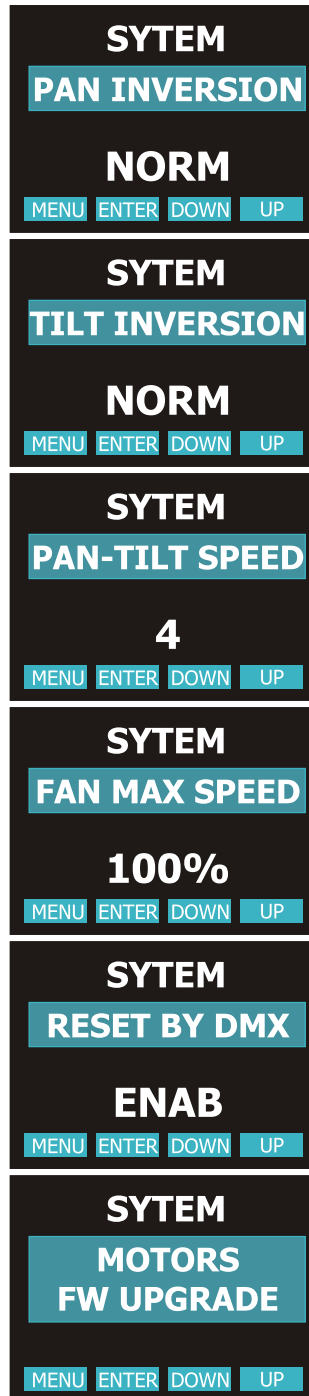 SYTEM
PAN INVERSION
NORM
MENU ENTER DOWN UP
SYTEM
TILT INVERSION
NORM
MENU ENTER DOWN UP
SYTEM
PAN-TILT SPEED
4
MENU ENTER DOWN UP
SYTEM
FAN MAX SPEED
100%
MENU ENTER DOWN UP
SYTEM
RESET BY DMX
ENAB
MENU ENTER DOWN UP
SYTEM
MOTORS
FW UPGRADE
MENU ENTER DOWN UP